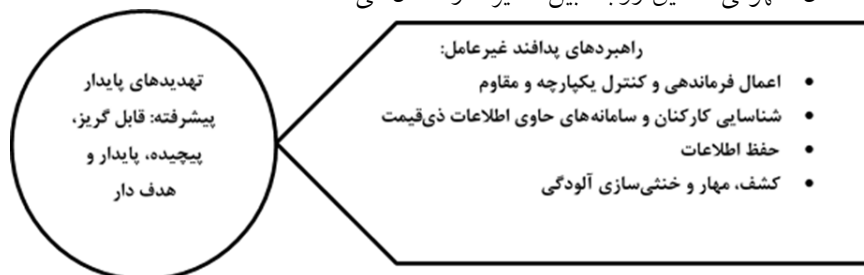 راهبردهای پدافند غیرعامل:
• اعمال فرماندهی و کنترل یکپارچه و مقاوم
• شناسایی کارکنان و سامانه‌های حاوی اطلاعات ذی‌قیمت
• حفظ اطلاعات
• کشف، مهار و خنثی‌سازی آلودگی
تهدیدهای پایدار
پیشرفته: قابل گریز،
پیچیده، پایدار و
هدف دار